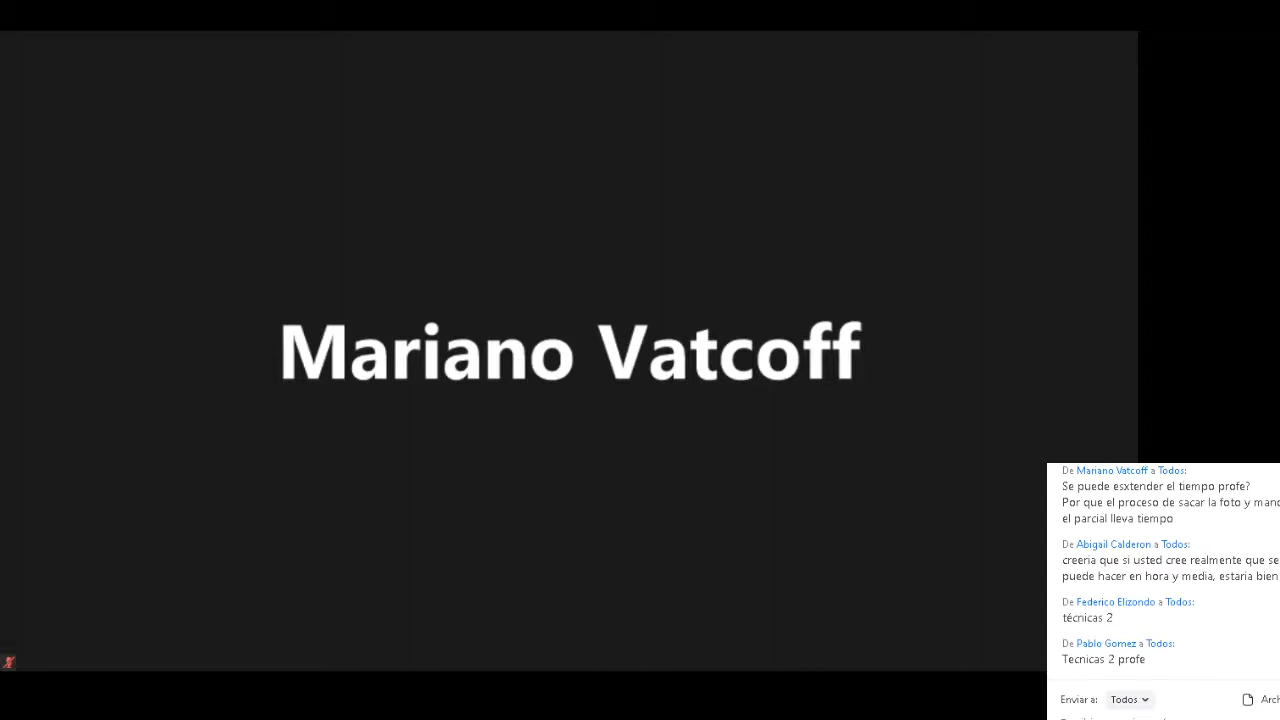 Mariano Vatcoff
De Mariano Vatcoff a Todos:
Se puede esxtender el tiempo profe?
Por que el proceso de sacar la foto y manc
el parcial lleva tiempo
De Abigail Calderon a Todos:
creeria que si usted cree realmente que se
puede hacer en hora y media, estaria bien
De Federico Elizondo a Todos:
técnicas 2
De Pablo Gomez a Todos:
Tecnicas 2 profe
Enviar a: Todos Arch